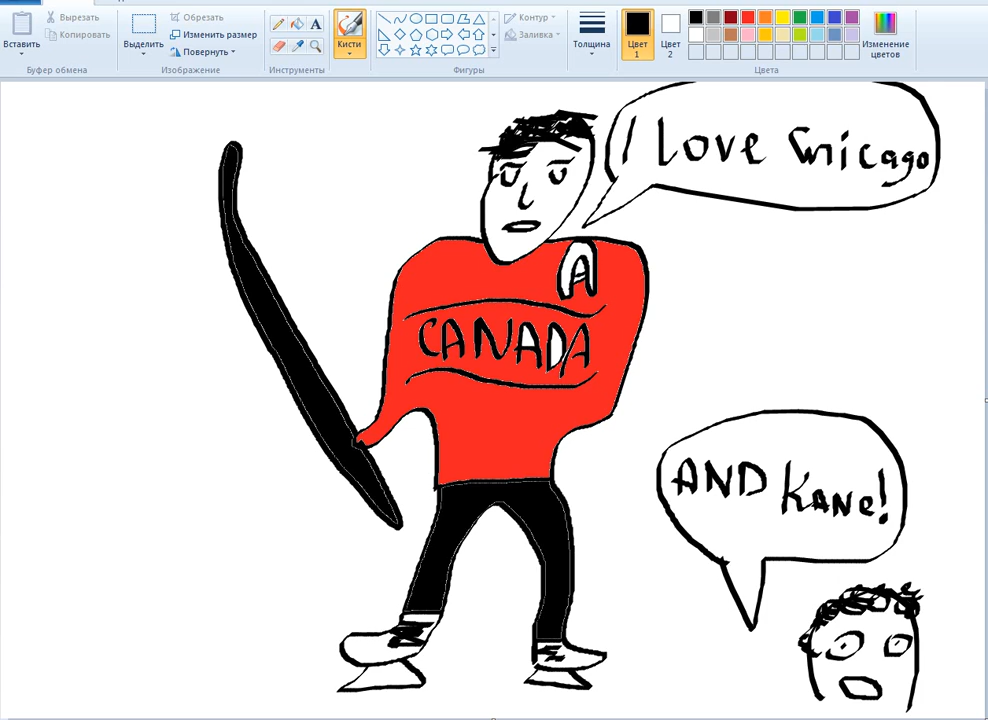 Вставить
Вырезать
Копировать
Буфер обмена
Выделить
Обрезать
Изменить размер
Повернуть
Изображение
A
Инструменты
Кисти
Контур
Заливка
Фигуры
Толщина
Цвет 1
Цвет 2
Изменение цветов
Цвета
I LOVE Chicago
A
CANADA
AND Kane!